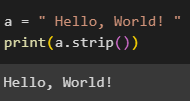 a = " Hello, World! "
print(a.strip())
Hello, World!